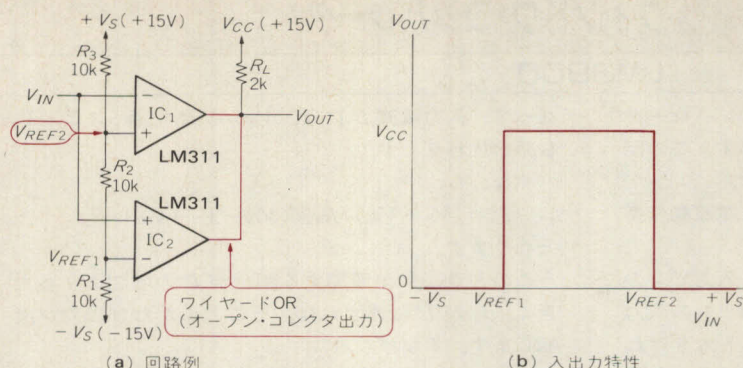 +VS(+15V)
VCC(+15V)
R3
10k
RL
2k
VIN
IC1
VOUT
VREF2
LM311
R2
10k
LM311
IC2
VREF1
R1
10k
ワイヤードOR
(オープン・コレクタ出力)
-VS(-15V)
(a) 回路例
VOUT
VCC
0
-VS
VREF1
VREF2
+VS
VIN
(b) 入出力特性